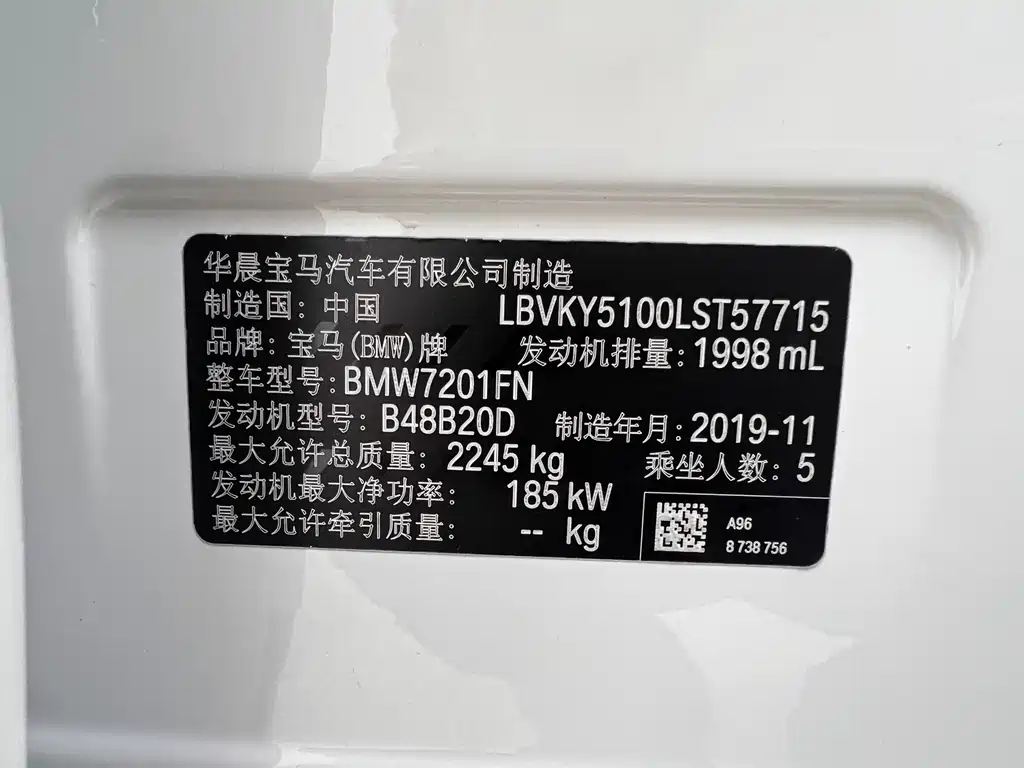 华晨宝马汽车有限公司制造
制造国: 中国 LBVKY5100LST57715
品牌: 宝马(BMW)牌 发动机排量: 1998 mL
整车型号: BMW7201FN
发动机型号: B48B20D 制造年月: 2019-11
最大允许总质量: 2245 kg 乘坐人数: 5
发动机最大净功率: 185 kW
最大允许牵引质量: -- kg
A96
8 738 756